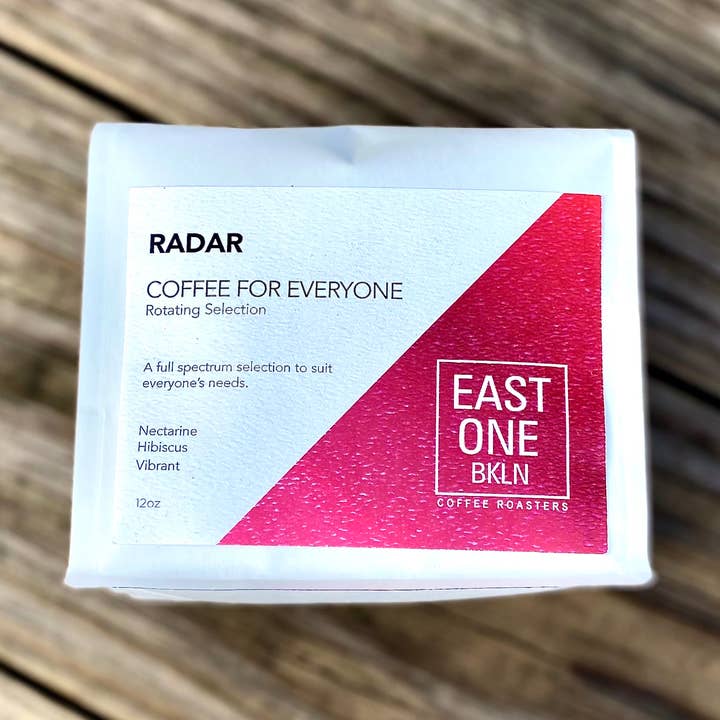 RADAR
COFFEE FOR EVERYONE
Rotating Selection
A full spectrum selection to suit
everyone's needs.
Nectarine
Hibiscus
Vibrant
12oz
EAST
ONE
BKLN
COFFEE ROASTERS